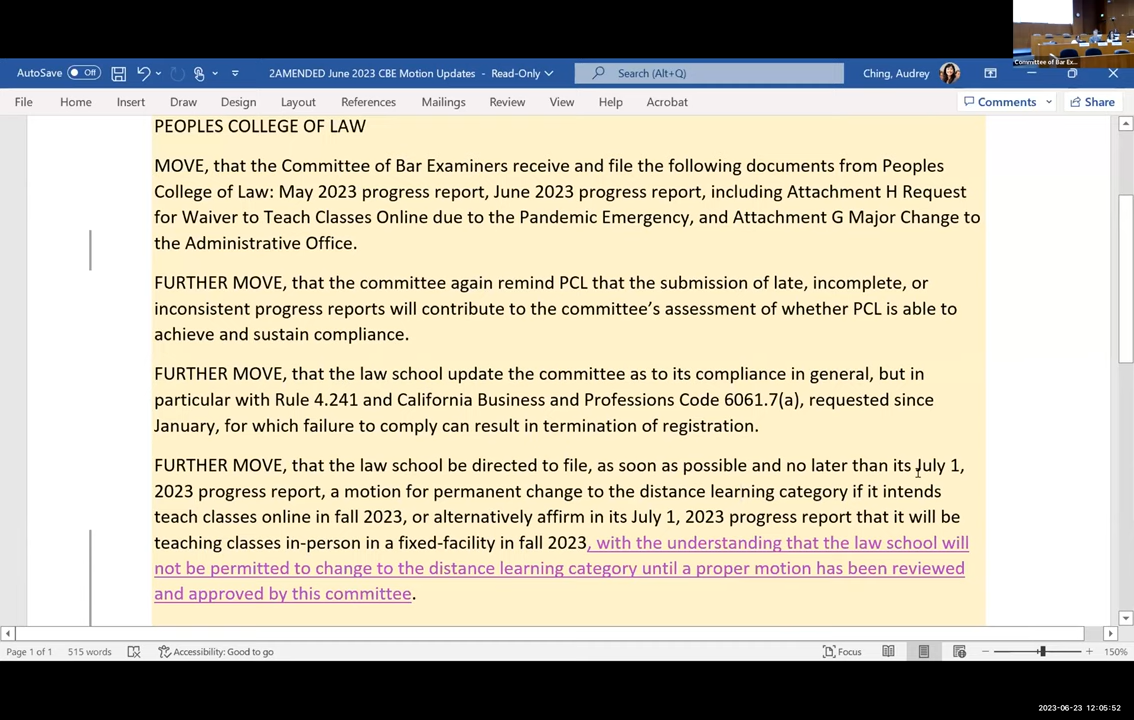 AutoSave Off 2AMENDED June 2023 CBE Motion Updates - Read-Only Search (Alt+Q) Ching, Audrey
Committee of Bar Ex...
File Home Insert Draw Design Layout References Mailings Review View Help Acrobat Comments Share
PEOPLES COLLEGE OF LAW
MOVE, that the Committee of Bar Examiners receive and file the following documents from Peoples
College of Law: May 2023 progress report, June 2023 progress report, including Attachment H Request
for Waiver to Teach Classes Online due to the Pandemic Emergency, and Attachment G Major Change to
the Administrative Office.
FURTHER MOVE, that the committee again remind PCL that the submission of late, incomplete, or
inconsistent progress reports will contribute to the committee's assessment of whether PCL is able to
achieve and sustain compliance.
FURTHER MOVE, that the law school update the committee as to its compliance in general, but in
particular with Rule 4.241 and California Business and Professions Code 6061.7(a), requested since
January, for which failure to comply can result in termination of registration.
FURTHER MOVE, that the law school be directed to file, as soon as possible and no later than its July 1,
2023 progress report, a motion for permanent change to the distance learning category if it intends
teach classes online in fall 2023, or alternatively affirm in its July 1, 2023 progress report that it will be
teaching classes in-person in a fixed-facility in fall 2023, with the understanding that the law school will
not be permitted to change to the distance learning category until a proper motion has been reviewed
and approved by this committee.
Page 1 of 1 515 words Accessibility: Good to go Focus 150%
2023-06-23 12:05:52